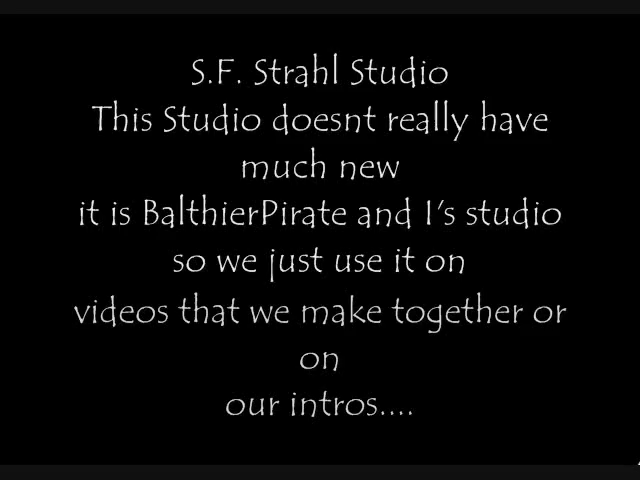 S.F. Strahl Studio
This Studio doesnt really have
much new
it is BalthierPirate and I's studio
so we just use it on
videos that we make together or
on
our intros....